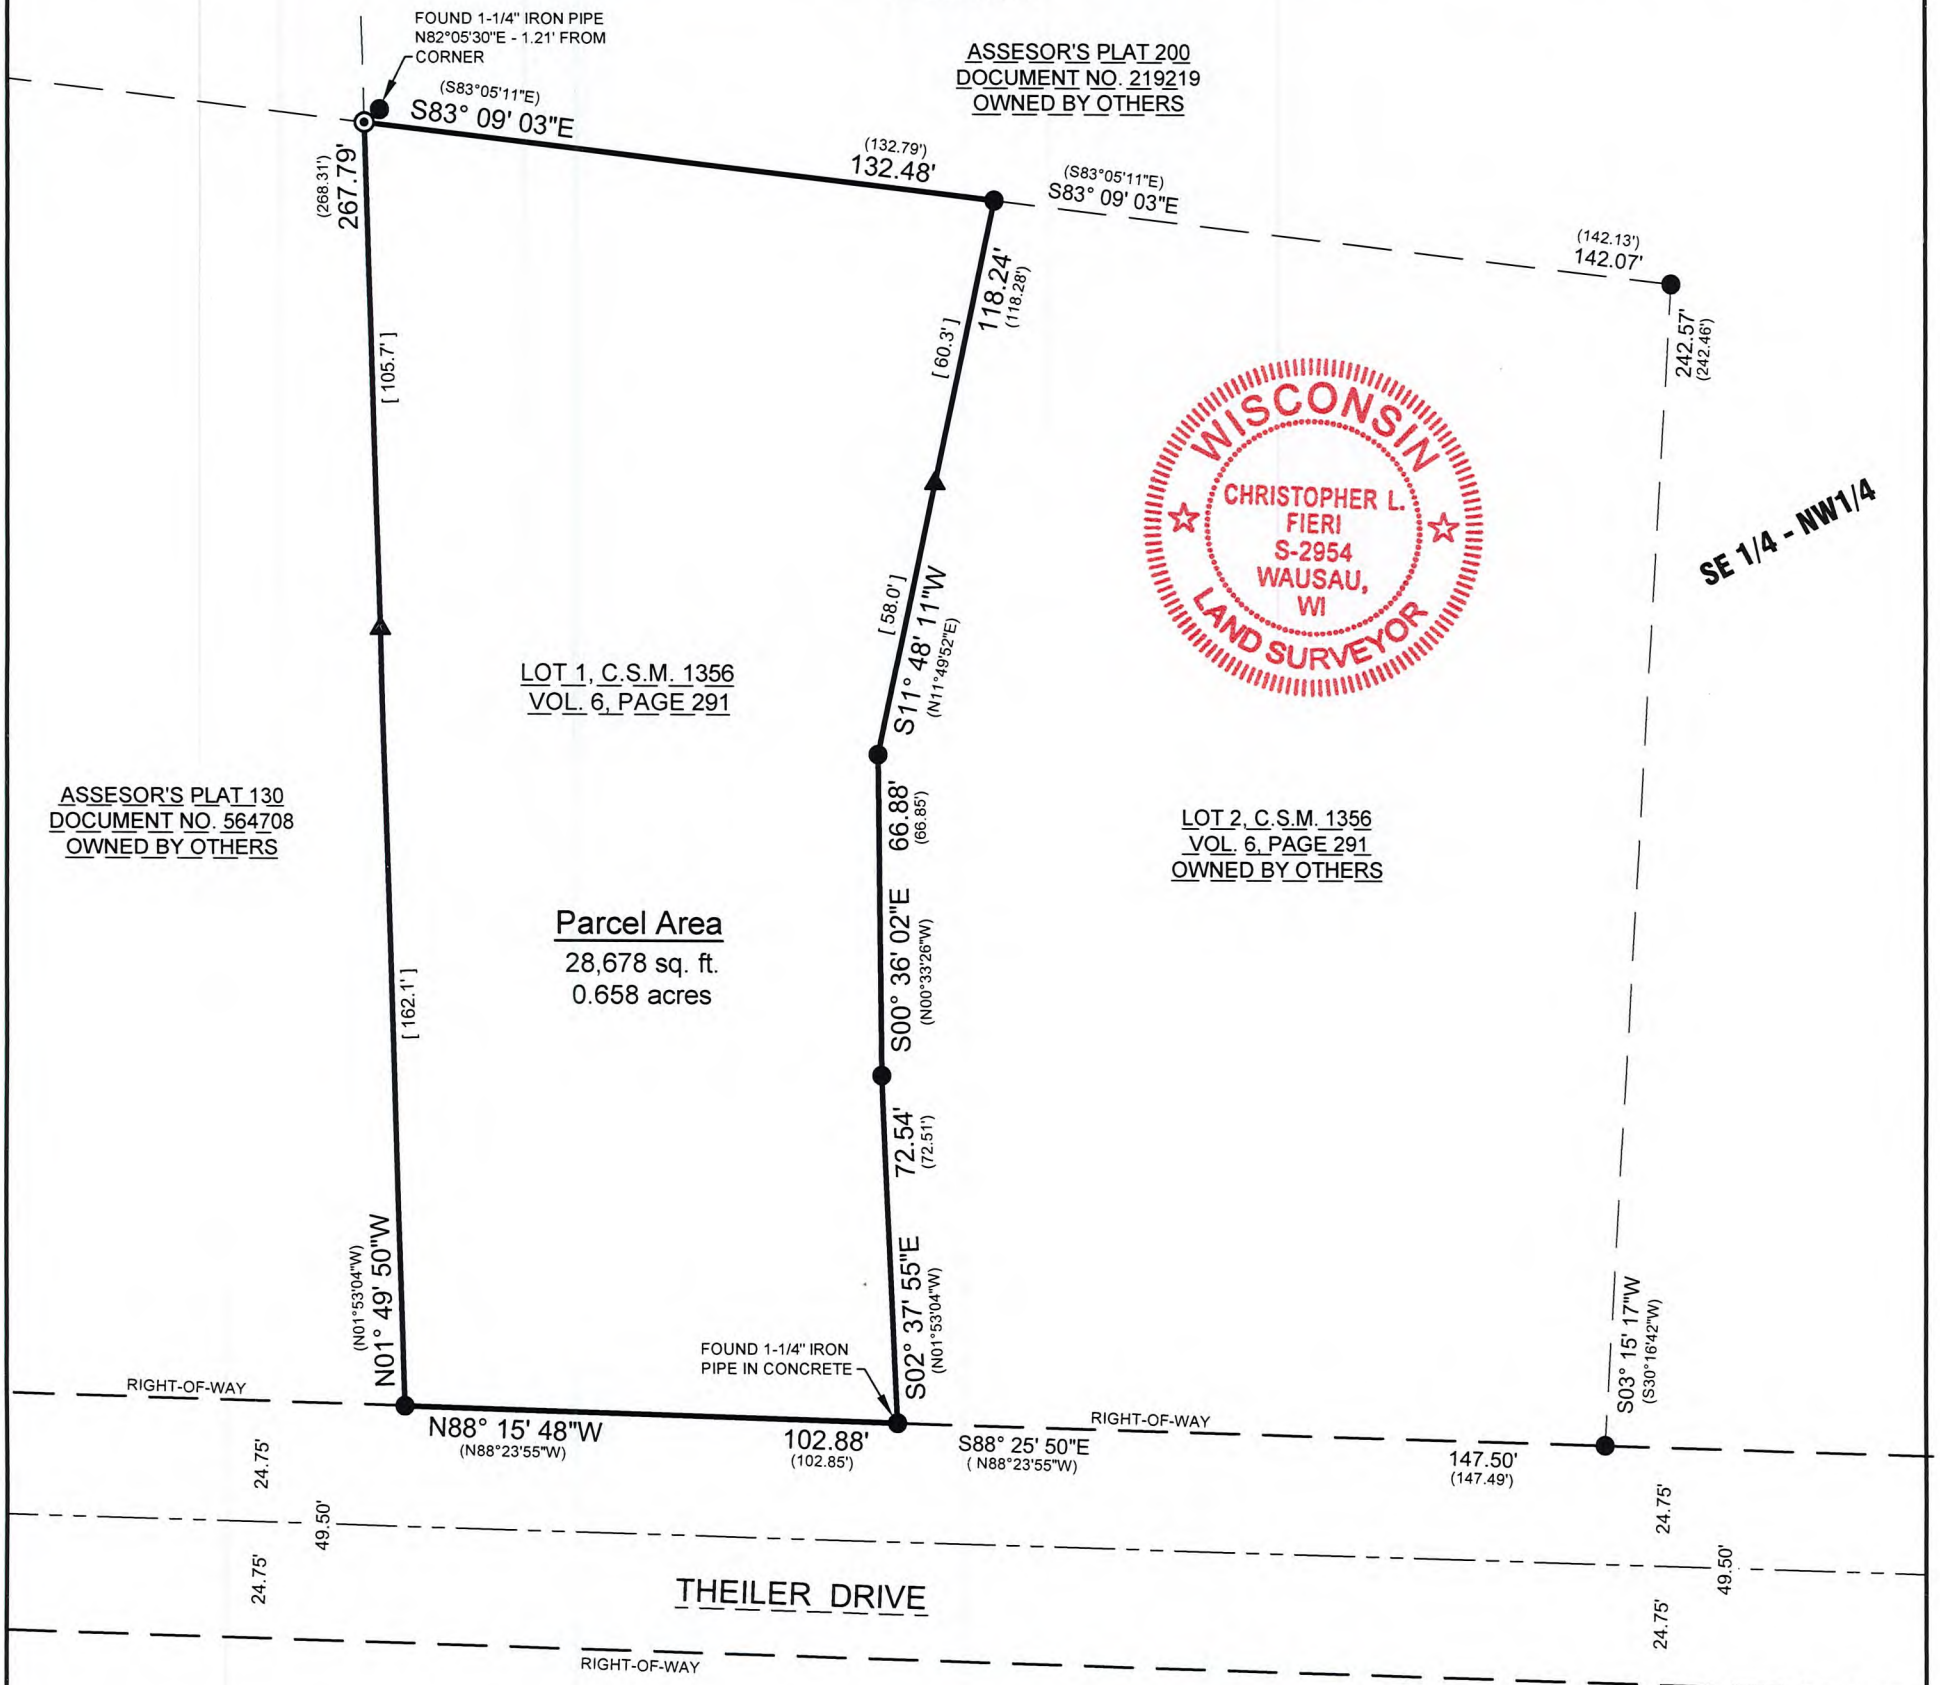 FOUND 1-1/4" IRON PIPE
N82°05'30"E - 1.21' FROM
CORNER
ASSESOR'S PLAT 200
DOCUMENT NO. 219219
OWNED BY OTHERS
(S83°05'11"E)
S83° 09' 03"E
(132.79')
132.48'
(S83°05'11"E)
S83° 09' 03"E
(142.13')
142.07'
(268.31')
267.79'
118.24'
(118.28')
242.57'
(242.46')
[ 105.7' ]
[ 60.3' ]
WISCONSIN
CHRISTOPHER L.
FIERI
S-2954
WAUSAU,
WI
LAND SURVEYOR
SE 1/4 - NW1/4
[ 58.0' ]
S11° 48' 11"W
(N11°49'52"E)
LOT 1, C.S.M. 1356
VOL. 6, PAGE 291
ASSESOR'S PLAT 130
DOCUMENT NO. 564708
OWNED BY OTHERS
66.88'
(66.85')
LOT 2, C.S.M. 1356
VOL. 6, PAGE 291
OWNED BY OTHERS
Parcel Area
28,678 sq. ft.
0.658 acres
[ 162.1' ]
S00° 36' 02"E
(N00°33'26"W)
72.54'
(72.51')
(N01°53'04"W)
N01° 49' 50"W
S02° 37' 55"E
(N01°53'04"W)
S03° 15' 17"W
(S30°16'42"W)
FOUND 1-1/4" IRON
PIPE IN CONCRETE
RIGHT-OF-WAY
N88° 15' 48"W
(N88°23'55"W)
102.88'
(102.85')
S88° 25' 50"E
( N88°23'55"W)
RIGHT-OF-WAY
147.50'
(147.49')
24.75'
49.50'
24.75'
24.75'
49.50'
24.75'
THEILER DRIVE
RIGHT-OF-WAY